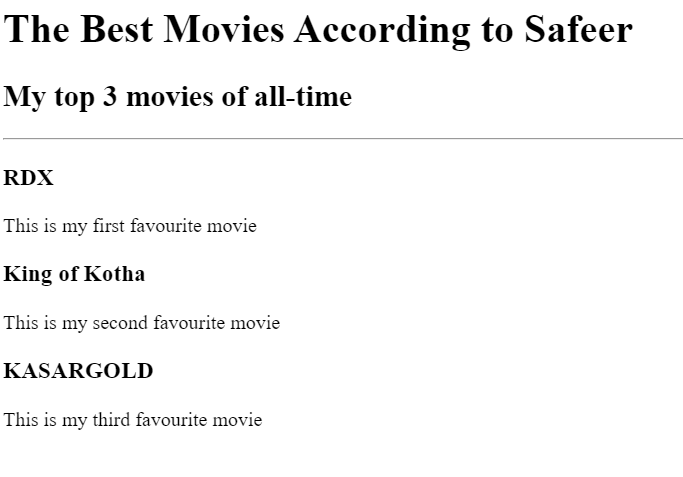 The Best Movies According to Safeer
My top 3 movies of all-time
RDX
This is my first favourite movie
King of Kotha
This is my second favourite movie
KASARGOLD
This is my third favourite movie